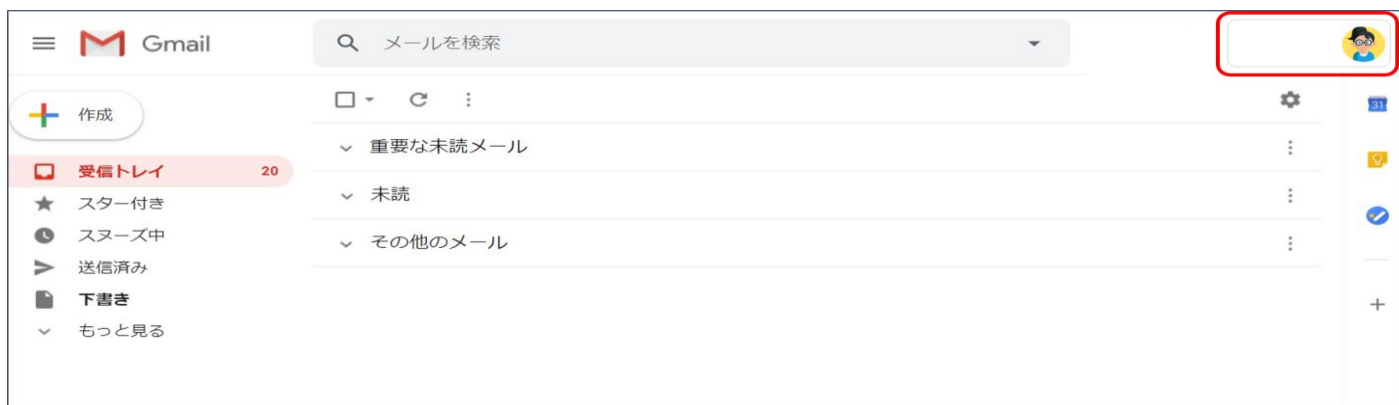 Gmail
メールを検索
作成
31
重要な未読メール
受信トレイ 20
未読
スター付き
スヌーズ中
その他のメール
送信済み
下書き
もっと見る